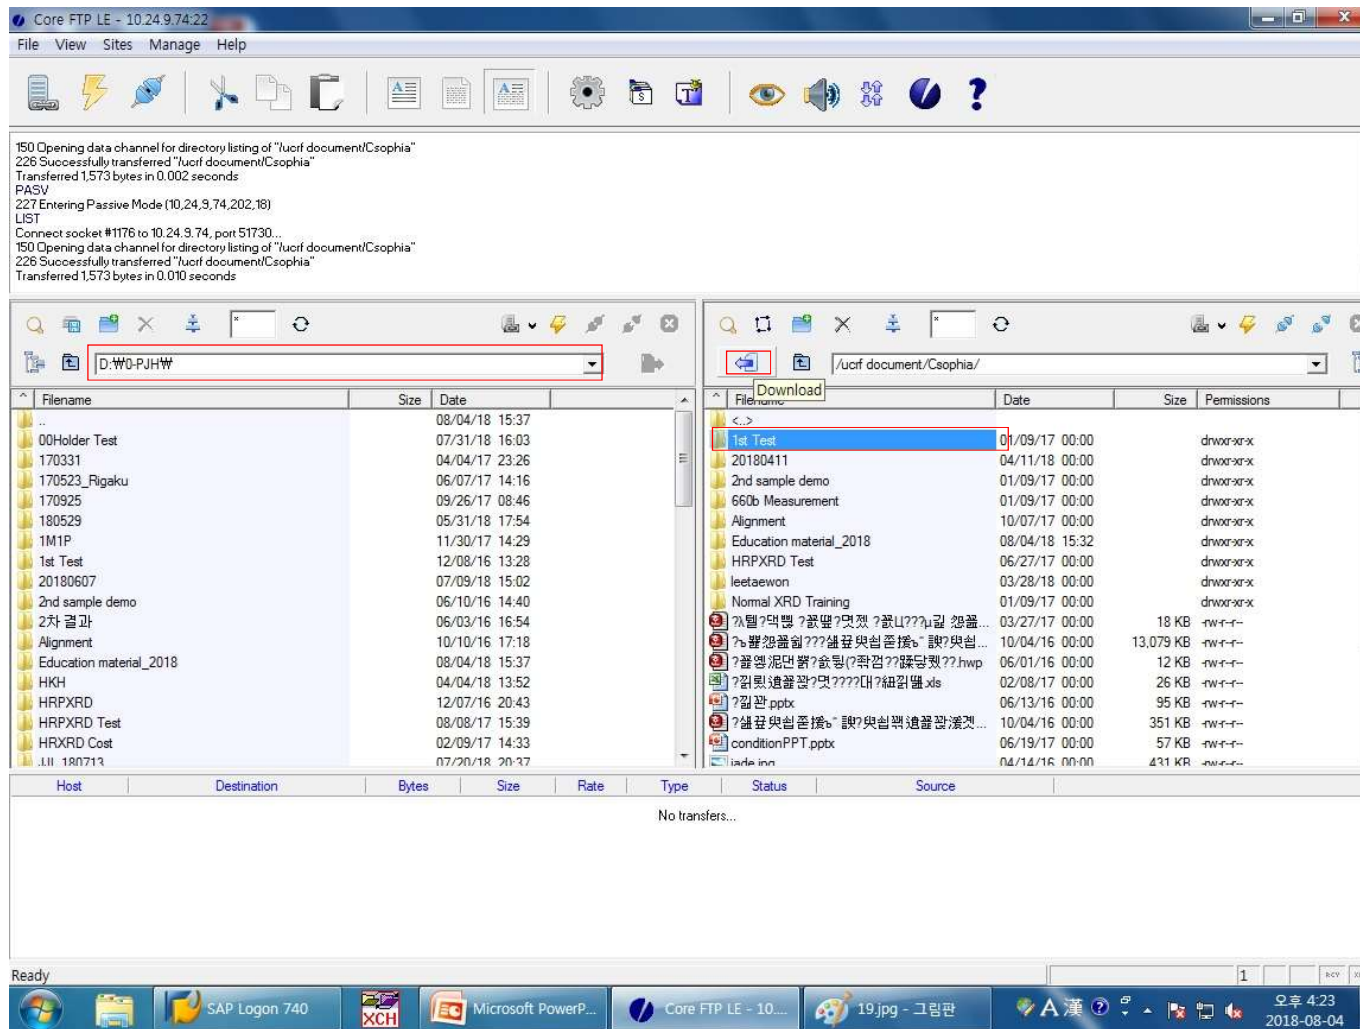 Core FTP LE - 10.24.9.74:22
File View Sites Manage Help
150 Opening data channel for directory listing of "/ucrf document/Csophia"
226 Successfully transferred "/ucrf document/Csophia"
Transferred 1,573 bytes in 0.002 seconds
PASV
227 Entering Passive Mode (10,24,9,74,202,18)
LIST
Connect socket #1176 to 10.24.9.74, port 51730...
150 Opening data channel for directory listing of "/ucrf document/Csophia"
226 Successfully transferred "/ucrf document/Csophia"
Transferred 1,573 bytes in 0.010 seconds
D:₩0-PJH₩
Filename Size Date
.. 08/04/18 15:37
00Holder Test 07/31/18 16:03
170331 04/04/17 23:26
170523_Rigaku 06/07/17 14:16
170925 09/26/17 08:46
180529 05/31/18 17:54
1M1P 11/30/17 14:29
1st Test 12/08/16 13:28
20180607 07/09/18 15:02
2nd sample demo 06/10/16 14:40
2차 결과 06/03/16 16:54
Alignment 10/10/16 17:18
Education material_2018 08/04/18 15:37
HKH 04/04/18 13:52
HRPXRD 12/07/16 20:43
HRPXRD Test 08/08/17 15:39
HRXRD Cost 02/09/17 14:33
JJL_180713 07/20/18 20:37
/ucrf document/Csophia/
Download
Filename Date Size Permissions
<..>
1st Test 01/09/17 00:00 drwxr-xr-x
20180411 04/11/18 00:00 drwxr-xr-x
2nd sample demo 01/09/17 00:00 drwxr-xr-x
660b Measurement 01/09/17 00:00 drwxr-xr-x
Alignment 10/07/17 00:00 drwxr-xr-x
Education material_2018 08/04/18 15:32 drwxr-xr-x
HRPXRD Test 06/27/17 00:00 drwxr-xr-x
leetaewon 03/28/18 00:00 drwxr-xr-x
Normal XRD Training 01/09/17 00:00 drwxr-xr-x
03/27/17 00:00 18 KB -rw-r--r--
10/04/16 00:00 13,079 KB -rw-r--r--
.hwp 06/01/16 00:00 12 KB -rw-r--r--
.xls 02/08/17 00:00 26 KB -rw-r--r--
.pptx 06/13/16 00:00 95 KB -rw-r--r--
10/04/16 00:00 351 KB -rw-r--r--
conditionPPT.pptx 06/19/17 00:00 57 KB -rw-r--r--
04/14/16 00:00 431 KB -rw-r--r--
Host Destination Bytes Size Rate Type Status Source
No transfers...
Ready 1
SAP Logon 740
XCH
Microsoft PowerP...
Core FTP LE - 10....
19.jpg - 그림판
A 漢
오후 4:23
2018-08-04